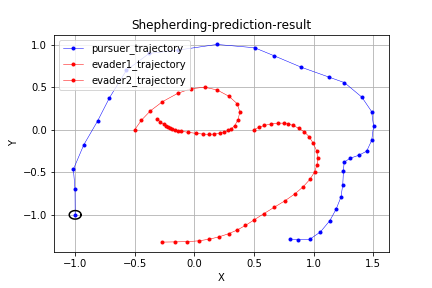 Shepherding-prediction-result
pursuer_trajectory
evader1_trajectory
evader2_trajectory
Y
1.0
0.5
0.0
−0.5
−1.0
−1.0
−0.5
0.0
0.5
1.0
1.5
X